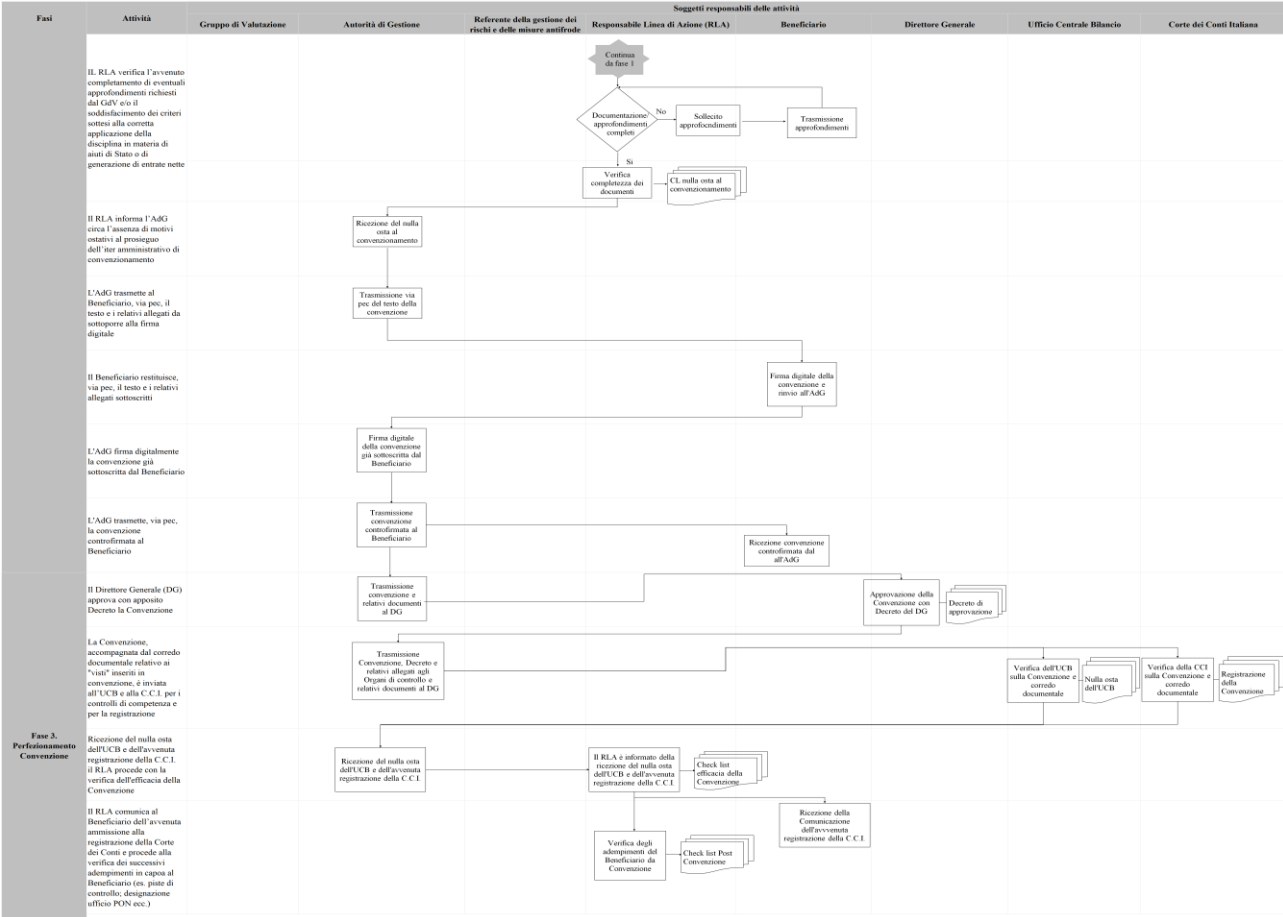 Soggetti responsabili delle attività
Fasi
Attività
Gruppo di Valutazione
Autorità di Gestione
Referente della gestione dei
rischi e delle misure antifrode
Responsabile Linea di Azione (RLA)
Beneficiario
Direttore Generale
Ufficio Centrale Bilancio
Corte dei Conti Italiana
IL RLA verifica l'avvenuto
completamento di eventuali
approfondimenti richiesti
dal GdV e/o il
soddisfacimento dei criteri
sottesi alla corretta
applicazione della
disciplina in materia di
aiuti di Stato o di
generazione di entrate nette
Continua
da fase 1
Documentazione/
approfondimenti
completi
No
Sollecito
approfocndimenti
Trasmissione
approfondimenti
Si
Verifica
completezza dei
documenti
CL nulla osta al
convenzionamento
Il RLA informa l'AdG
circa l'assenza di motivi
ostativi al prosieguo
dell'iter amministrativo di
convenzionamento
Ricezione del nulla
osta al
convenzionamento
L'AdG trasmette al
Beneficiario, via pec, il
testo e i relativi allegati da
sottoporre alla firma
digitale
Trasmissione via
pec del testo della
convenzione
Il Beneficiario restituisce,
via pec, il testo e i relativi
allegati sottoscritti
Firma digitale della
convenzione e
rinvio all'AdG
L'AdG firma digitalmente
la convenzione già
sottoscritta dal Beneficiario
Firma digitale
della convenzione
già sottoscritta dal
Beneficiario
L'AdG trasmette, via pec,
la convenzione
controfirmata al
Beneficiario
Trasmissione
convenzione
controfirmata al
Beneficiario
Ricezione convenzione
controfirmata dal
all'AdG
Fase 3.
Perfezionamento
Convenzione
Il Direttore Generale (DG)
approva con apposito
Decreto la Convenzione
Trasmissione
convenzione e
relativi documenti
al DG
Approvazione della
Convenzione con
Decreto del DG
Decreto di
approvazione
La Convenzione,
accompagnata dal corredo
documentale relativo ai
"visti" inseriti in
convenzione, è inviata
all'UCB e alla C.C.I. per i
controlli di competenza e
per la registrazione
Trasmissione
Convenzione, Decreto e
relativi allegati agli
Organi di controllo e
relativi documenti al DG
Verifica dell'UCB
sulla Convenzione e
corredo
documentale
Nulla osta
dell'UCB
Verifica della CCI
sulla Convenzione e
corredo
documentale
Registrazione
della
Convenzione
Ricezione del nulla osta
dell'UCB e dell'avvenuta
registrazione della C.C.I.
il RLA procede con la
verifica dell'efficacia della
Convenzione
Ricezione del nulla osta
dell'UCB e dell'avvenuta
registrazione della C.C.I.
Il RLA è informato della
ricezione del nulla osta
dell'UCB e dell'avvenuta
registrazione della C.C.I.
Check list
efficacia della
Convenzione
Il RLA comunica al
Beneficiario dell'avvenuta
ammissione alla
registrazione della Corte
dei Conti e procede alla
verifica dei successivi
adempimenti in capoa al
Beneficiario (es. piste di
controllo; designazione
ufficio PON ecc.)
Ricezione della
Comunicazione
dell'avvvenuta
registrazione della C.C.I.
Verifica degli
adempimenti del
Beneficiario da
Convenzione
Check list Post
Convenzione